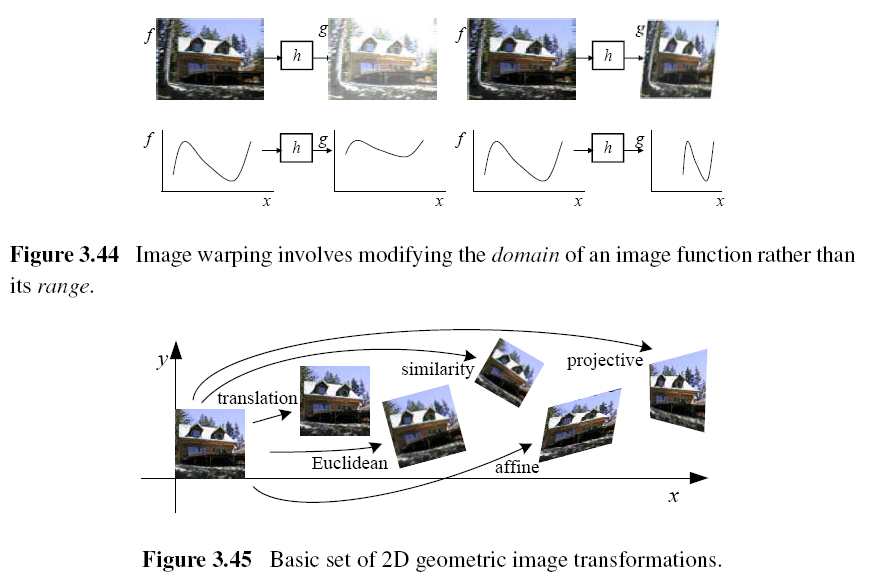 f h g f h g
f h g f h g
x x x x
Figure 3.44 Image warping involves modifying the domain of an image function rather than
its range.
y similarity projective
translation
Euclidean affine
x
Figure 3.45 Basic set of 2D geometric image transformations.